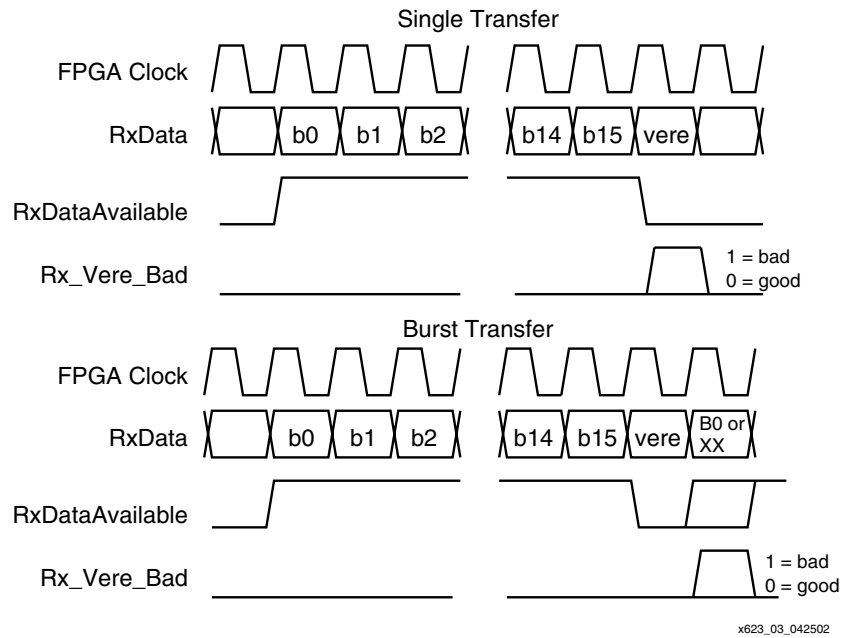 Single Transfer
FPGA Clock
RxData b0 b1 b2 b14 b15 vere
RxDataAvailable
Rx_Vere_Bad 1 = bad
0 = good
Burst Transfer
FPGA Clock
RxData b0 b1 b2 b14 b15 vere B0 or
XX
RxDataAvailable
Rx_Vere_Bad 1 = bad
0 = good
x623_03_042502